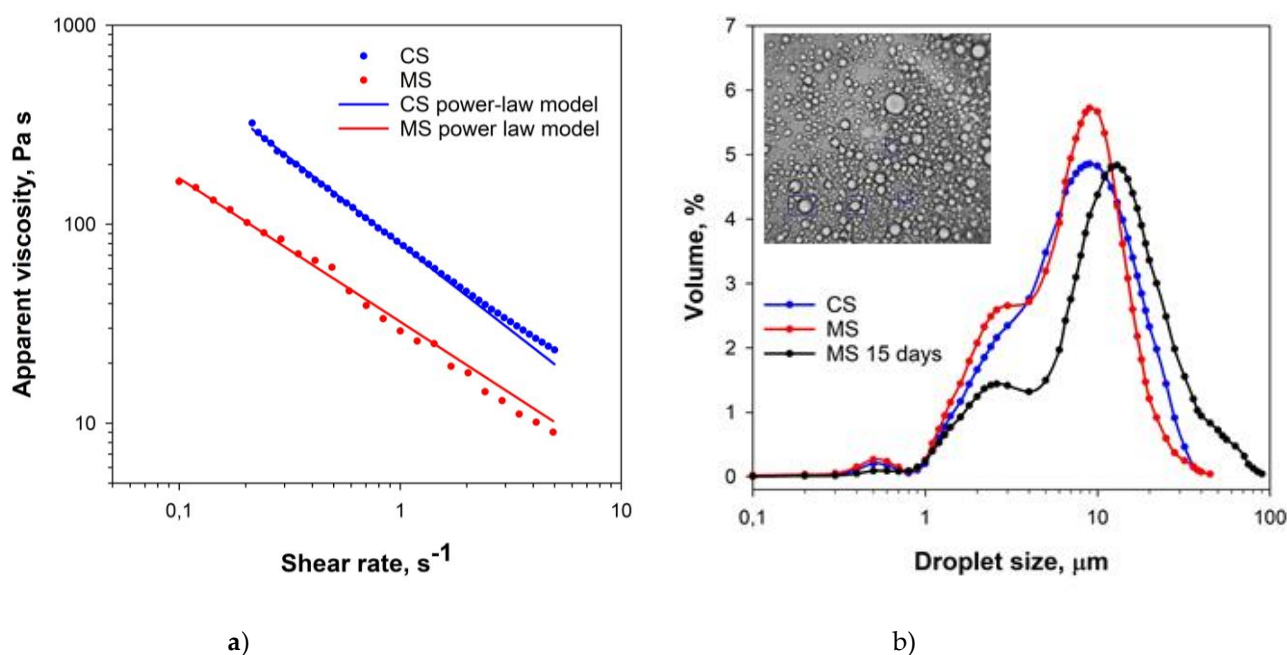 1000
100
10
Apparent viscosity, Pa s
CS
MS
CS power-law model
MS power law model
0,1
1
10
Shear rate, s-1
a)
7
6
5
4
3
2
1
0
Volume, %
CS
MS
MS 15 days
0,1
1
10
100
Droplet size, μm
b)